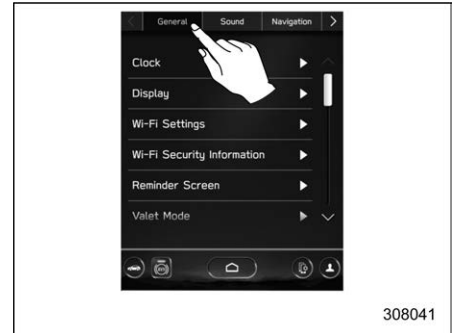 General Sound Navigation
Clock
Display
Wi-Fi Settings
Wi-Fi Security Information
Reminder Screen
Valet Mode
308041